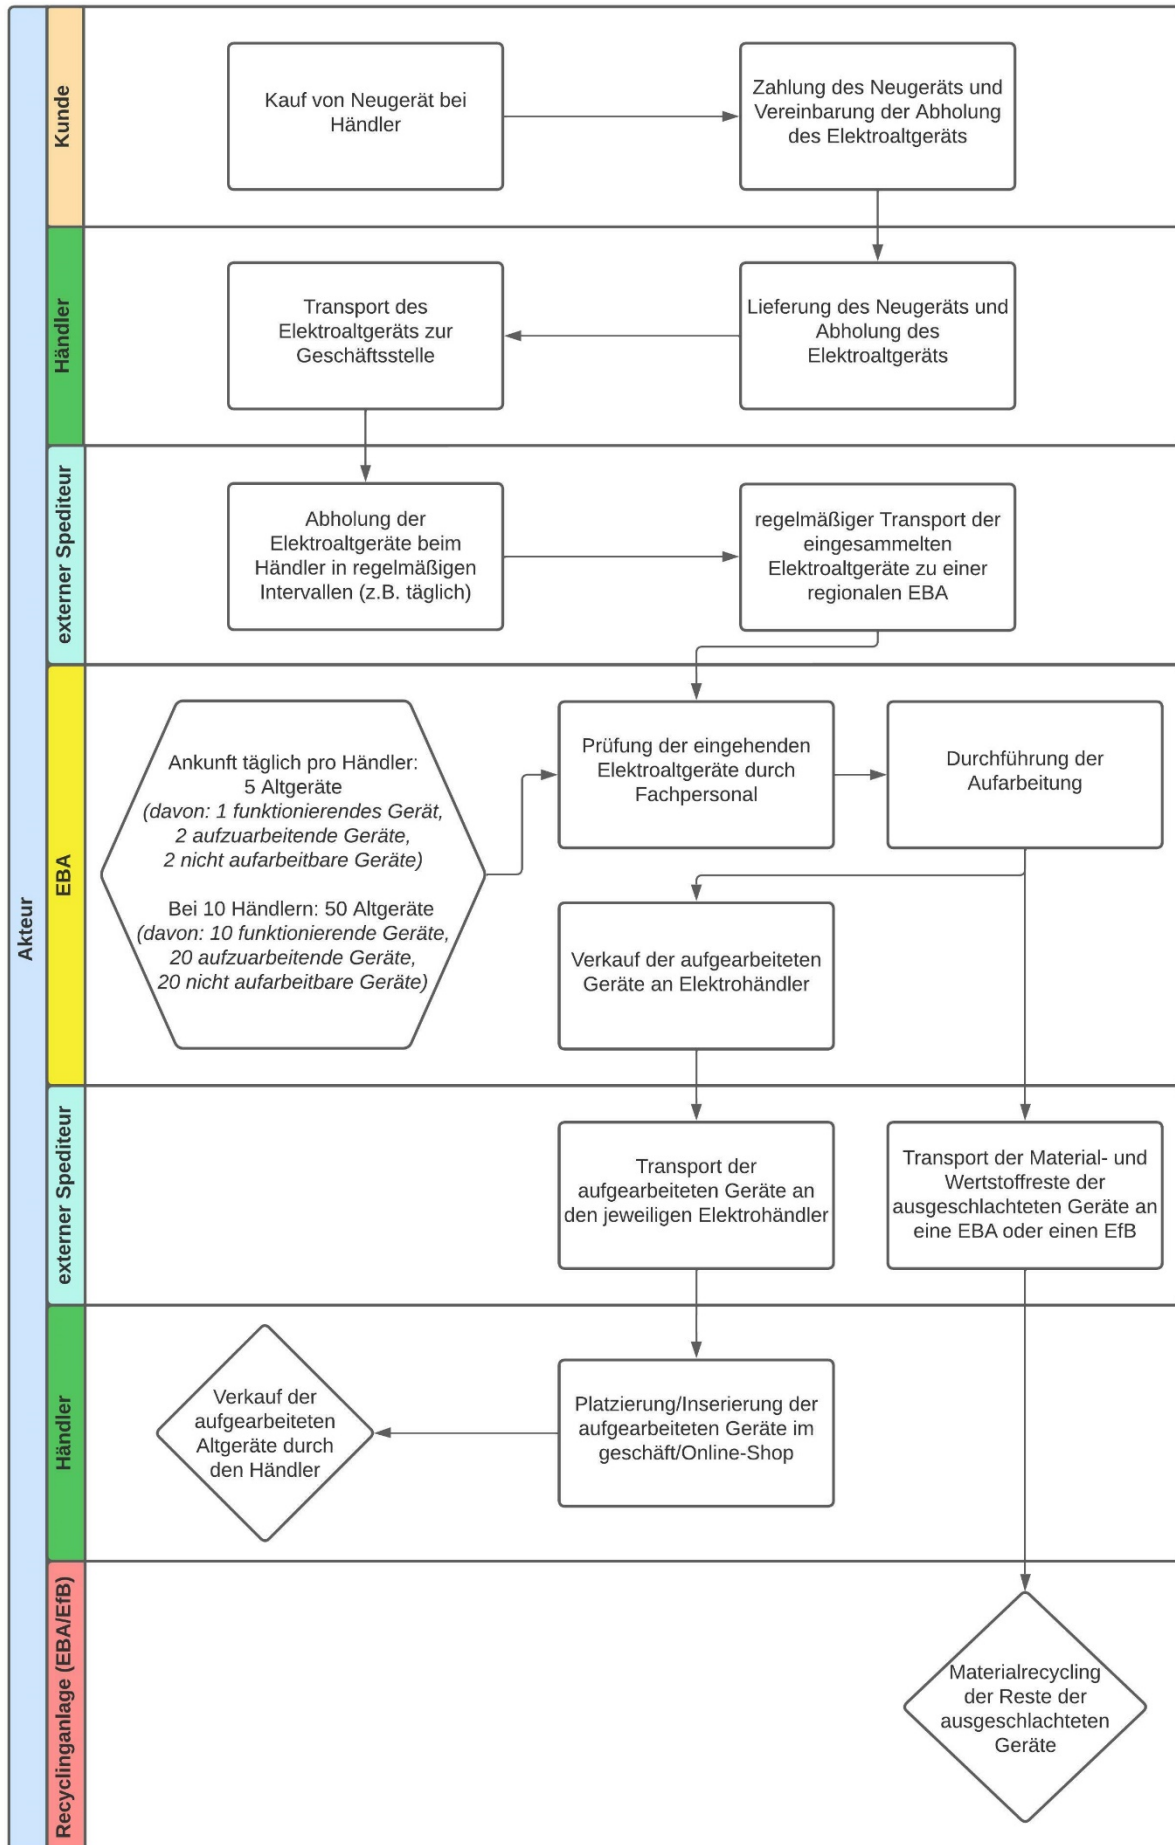 Akteur
Kunde
Kauf von Neugerät bei
Händler
Zahlung des Neugeräts und
Vereinbarung der Abholung
des Elektroaltgeräts
Händler
Transport des
Elektroaltgeräts zur
Geschäftsstelle
Lieferung des Neugeräts und
Abholung des
Elektroaltgeräts
externer Spediteur
Abholung der
Elektroaltgeräte beim
Händler in regelmäßigen
Intervallen (z.B. täglich)
regelmäßiger Transport der
eingesammelten
Elektroaltgeräte zu einer
regionalen EBA
EBA
Ankunft täglich pro Händler:
5 Altgeräte
(davon: 1 funktionierendes Gerät,
2 aufzuarbeitende Geräte,
2 nicht aufarbeitbare Geräte)
Bei 10 Händlern: 50 Altgeräte
(davon: 10 funktionierende Geräte,
20 aufzuarbeitende Geräte,
20 nicht aufarbeitbare Geräte)
Prüfung der eingehenden
Elektroaltgeräte durch
Fachpersonal
Durchführung der
Aufarbeitung
Verkauf der aufgearbeiteten
Geräte an Elektrohändler
externer Spediteur
Transport der
aufgearbeiteten Geräte an
den jeweiligen Elektrohändler
Transport der Material- und
Wertstoffreste der
ausgeschlachteten Geräte an
eine EBA oder einen EfB
Händler
Verkauf der
aufgearbeiteten
Altgeräte durch
den Händler
Platzierung/Inserierung der
aufgearbeiteten Geräte im
geschäft/Online-Shop
Recyclinganlage (EBA/EfB)
Materialrecycling
der Reste der
ausgeschlachteten
Geräte